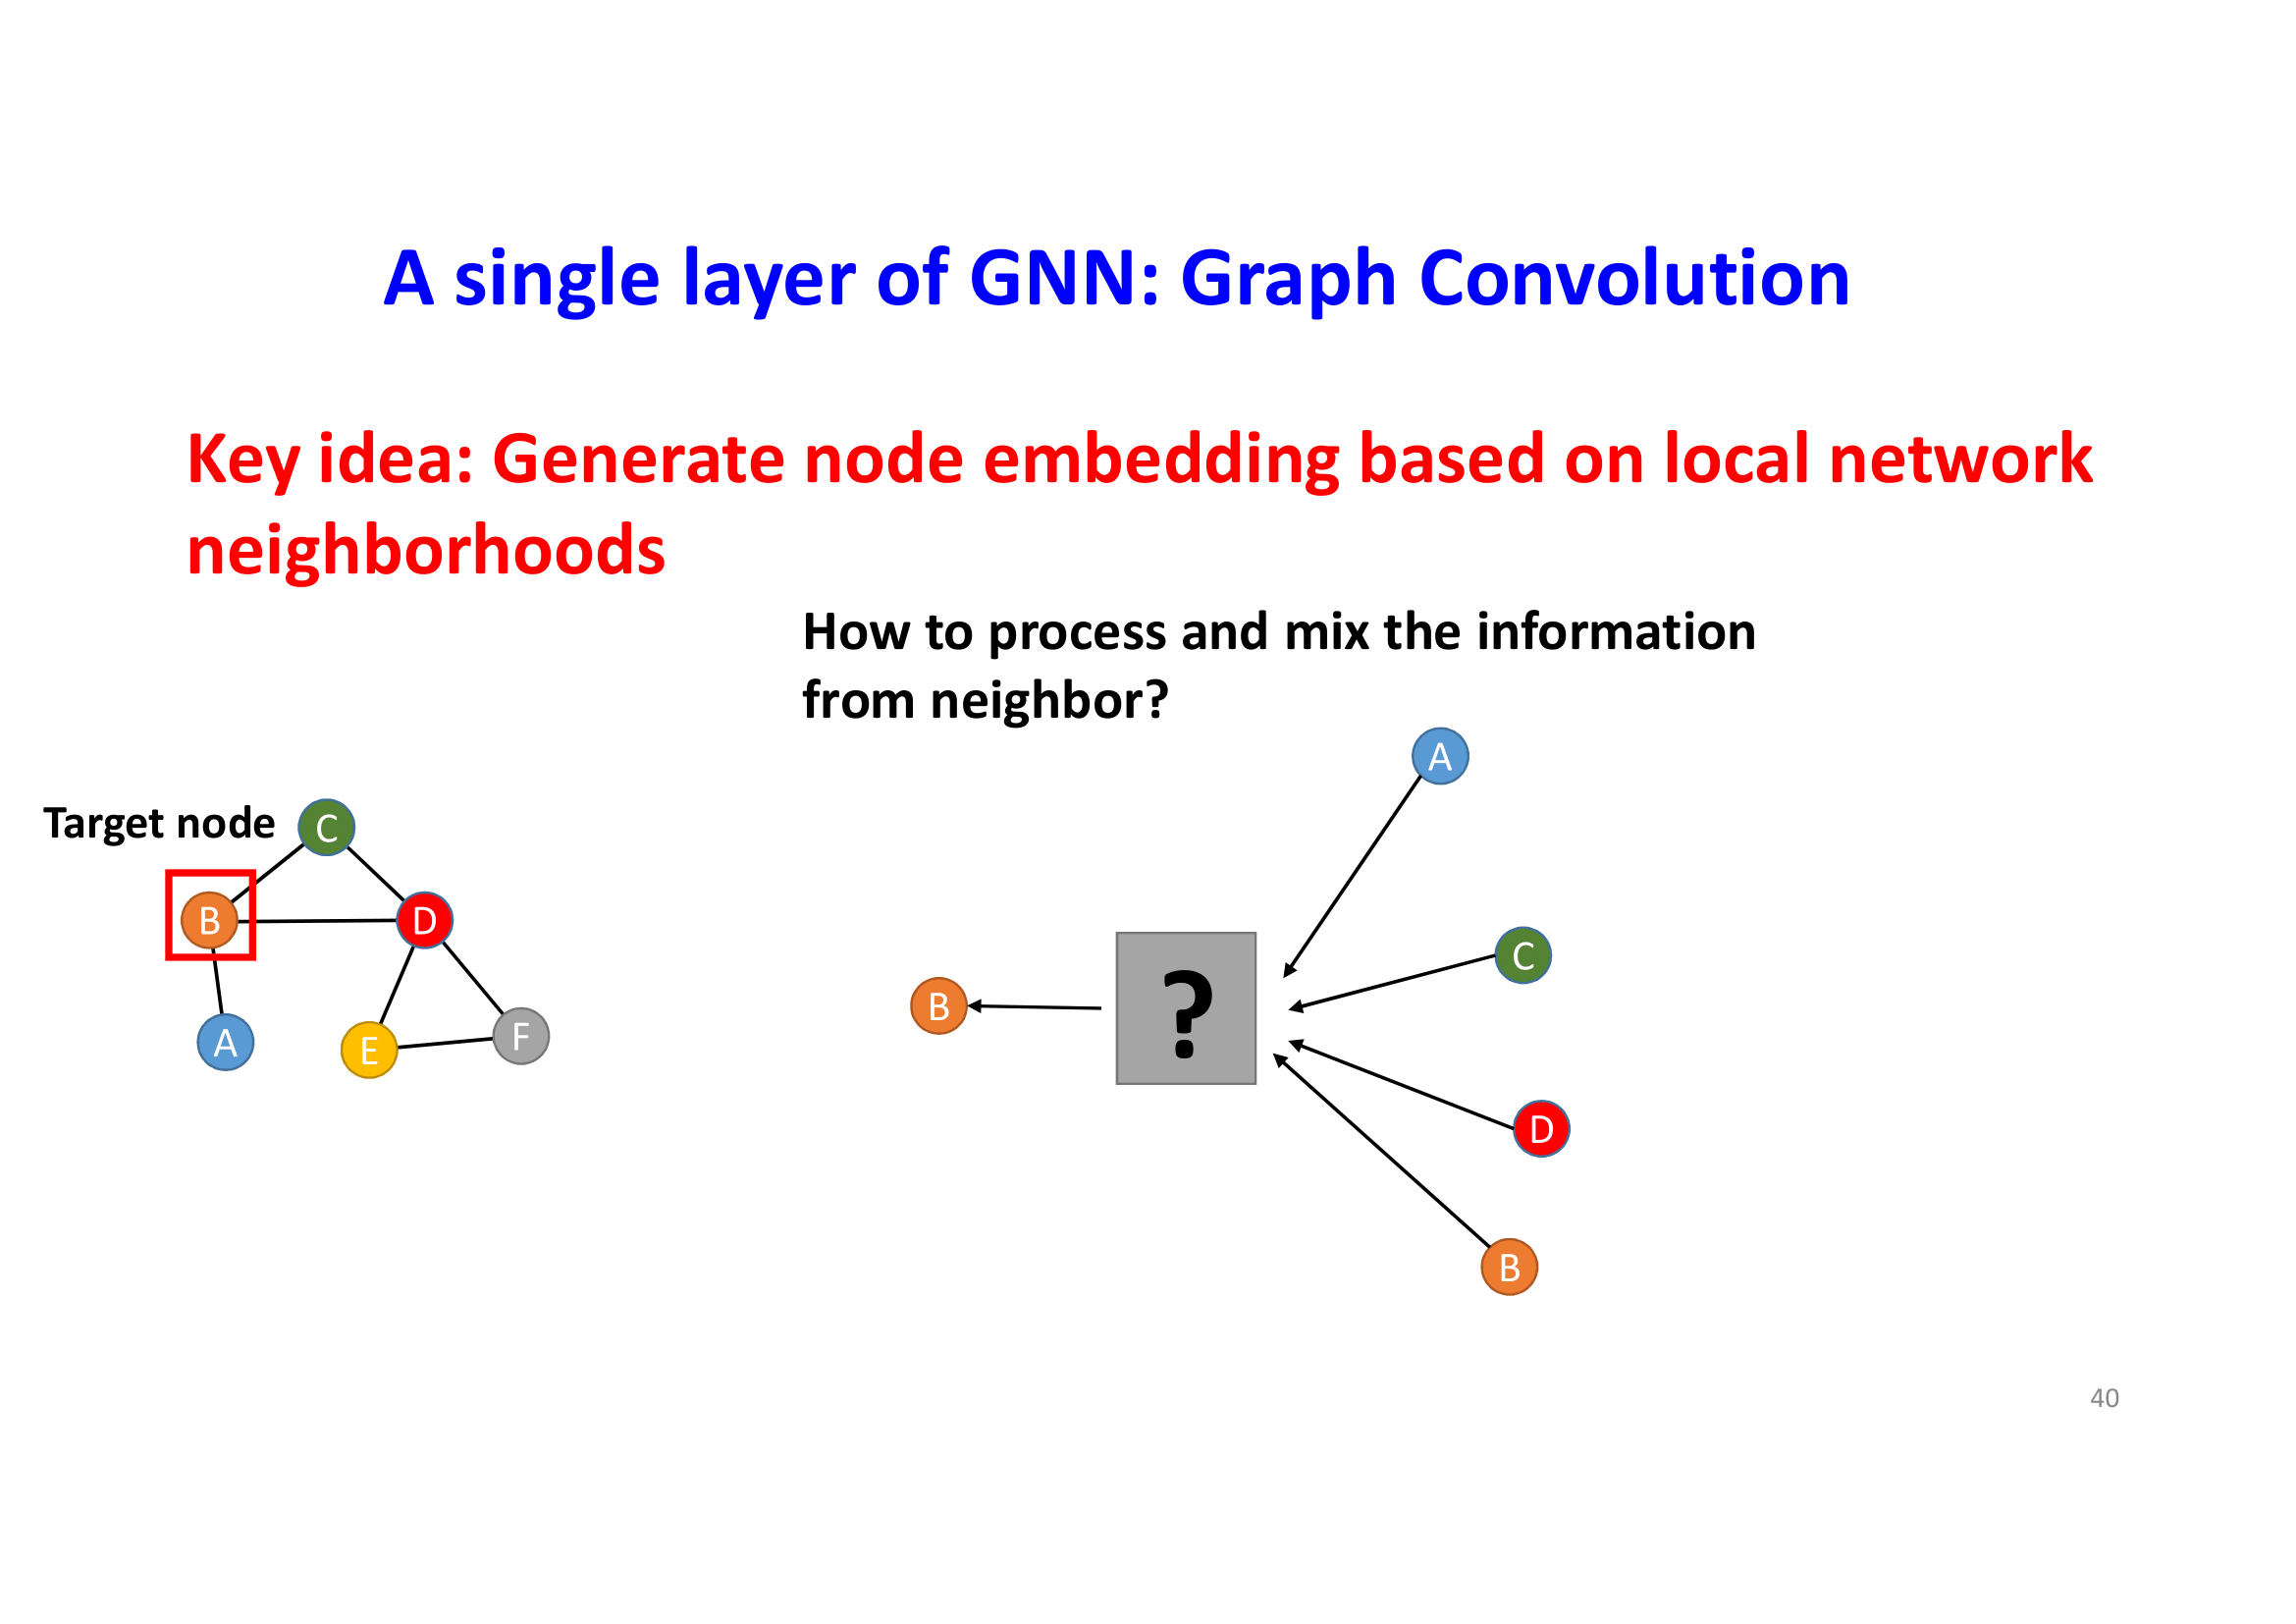 A single layer of GNN: Graph Convolution
Key idea: Generate node embedding based on local network
neighborhoods
How to process and mix the information
from neighbor?
Target node
C
B
D
A
E
F
A
C
B
?
D
B
40